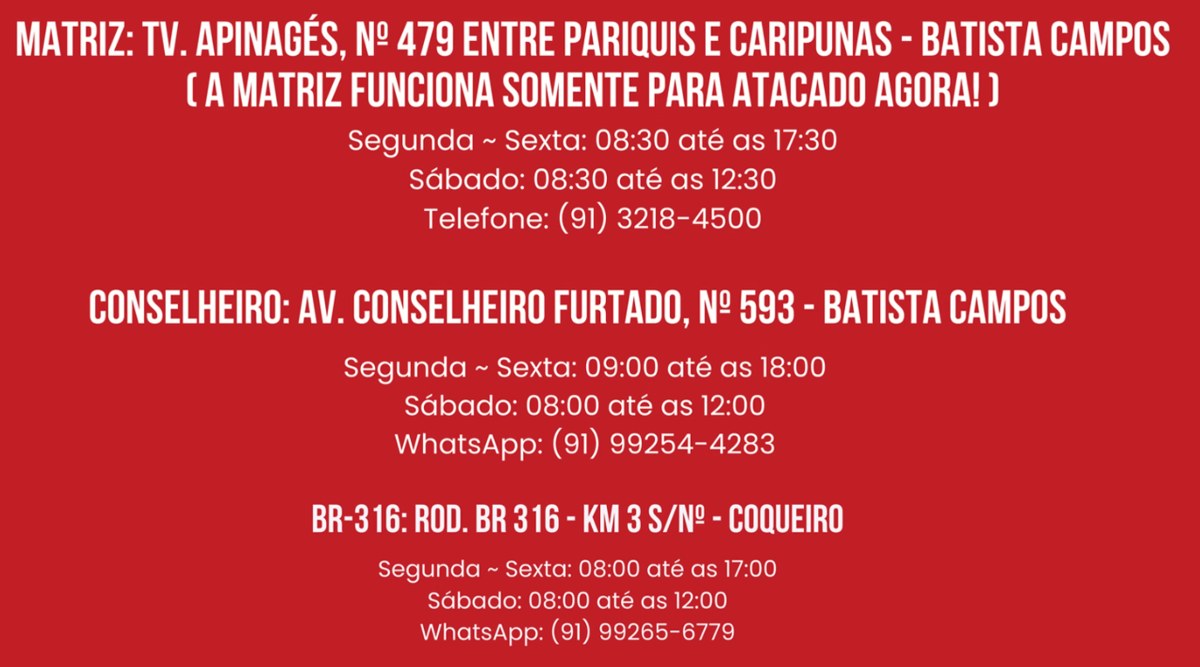 MATRIZ: TV. APINAGÉS, Nº 479 ENTRE PARIQUIS E CARIPUNAS - BATISTA CAMPOS
( A MATRIZ FUNCIONA SOMENTE PARA ATACADO AGORA! )
Segunda ~ Sexta: 08:30 até as 17:30
Sábado: 08:30 até as 12:30
Telefone: (91) 3218-4500
CONSELHEIRO: AV. CONSELHEIRO FURTADO, Nº 593 - BATISTA CAMPOS
Segunda ~ Sexta: 09:00 até as 18:00
Sábado: 08:00 até as 12:00
WhatsApp: (91) 99254-4283
BR-316: ROD. BR 316 - KM 3 S/Nº - COQUEIRO
Segunda ~ Sexta: 08:00 até as 17:00
Sábado: 08:00 até as 12:00
WhatsApp: (91) 99265-6779